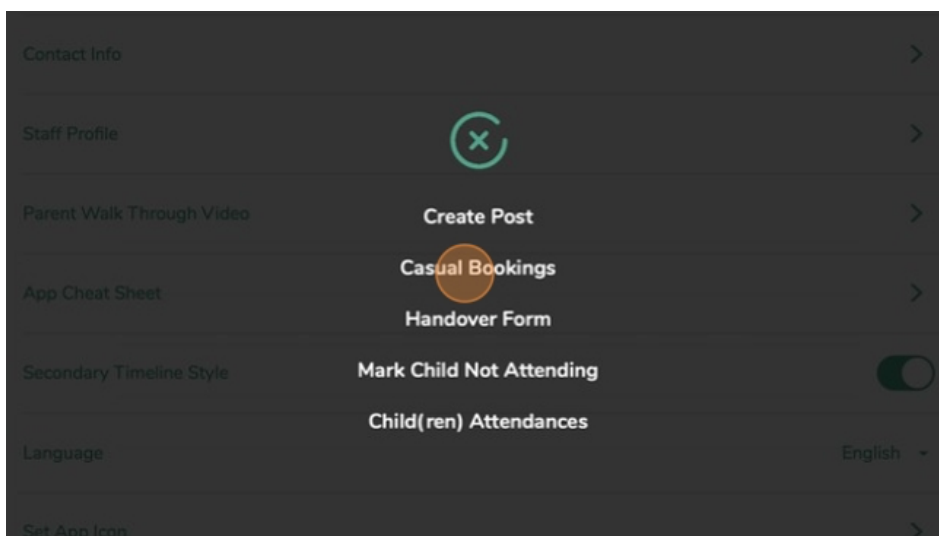 Contact Info
Staff Profile
Parent Walk Through Video
Create Post
Casual Bookings
App Cheat Sheet
Handover Form
Secondary Timeline Style
Mark Child Not Attending
Child(ren) Attendances
Language English
Set App Icon